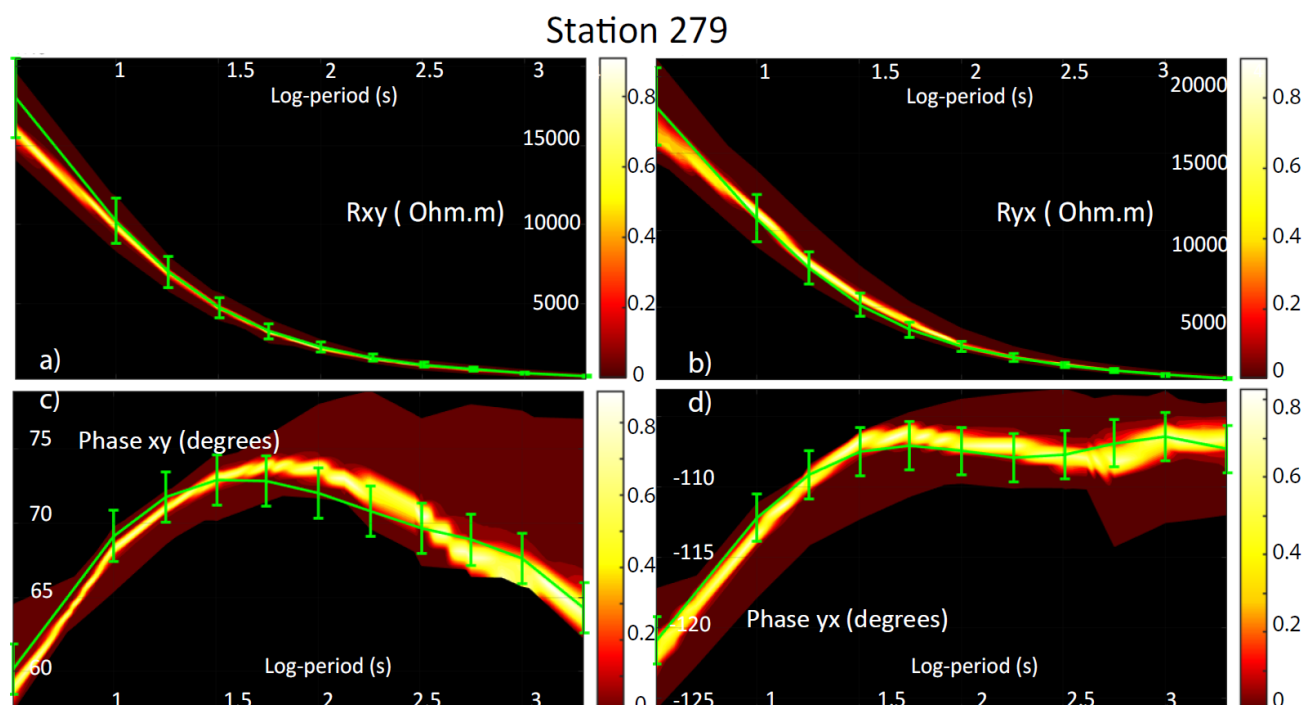 Station 279
1 1.5 2 2.5 3
Log-period (s)
15000
Rxy ( Ohm.m)
10000
5000
a)
0.8
0.6
0.4
0.2
0
1 1.5 2 2.5 3
Log-period (s)
20000
15000
Ryx ( Ohm.m)
10000
5000
b)
0.8
0.6
0.4
0.2
0
c)
75
Phase xy (degrees)
70
65
60
Log-period (s)
1 1.5 2 2.5 3
0.8
0.6
0.4
0.2
0
d)
-110
-115
-120
Phase yx (degrees)
Log-period (s)
-125
1 1.5 2 2.5 3
0.8
0.6
0.4
0.2
0